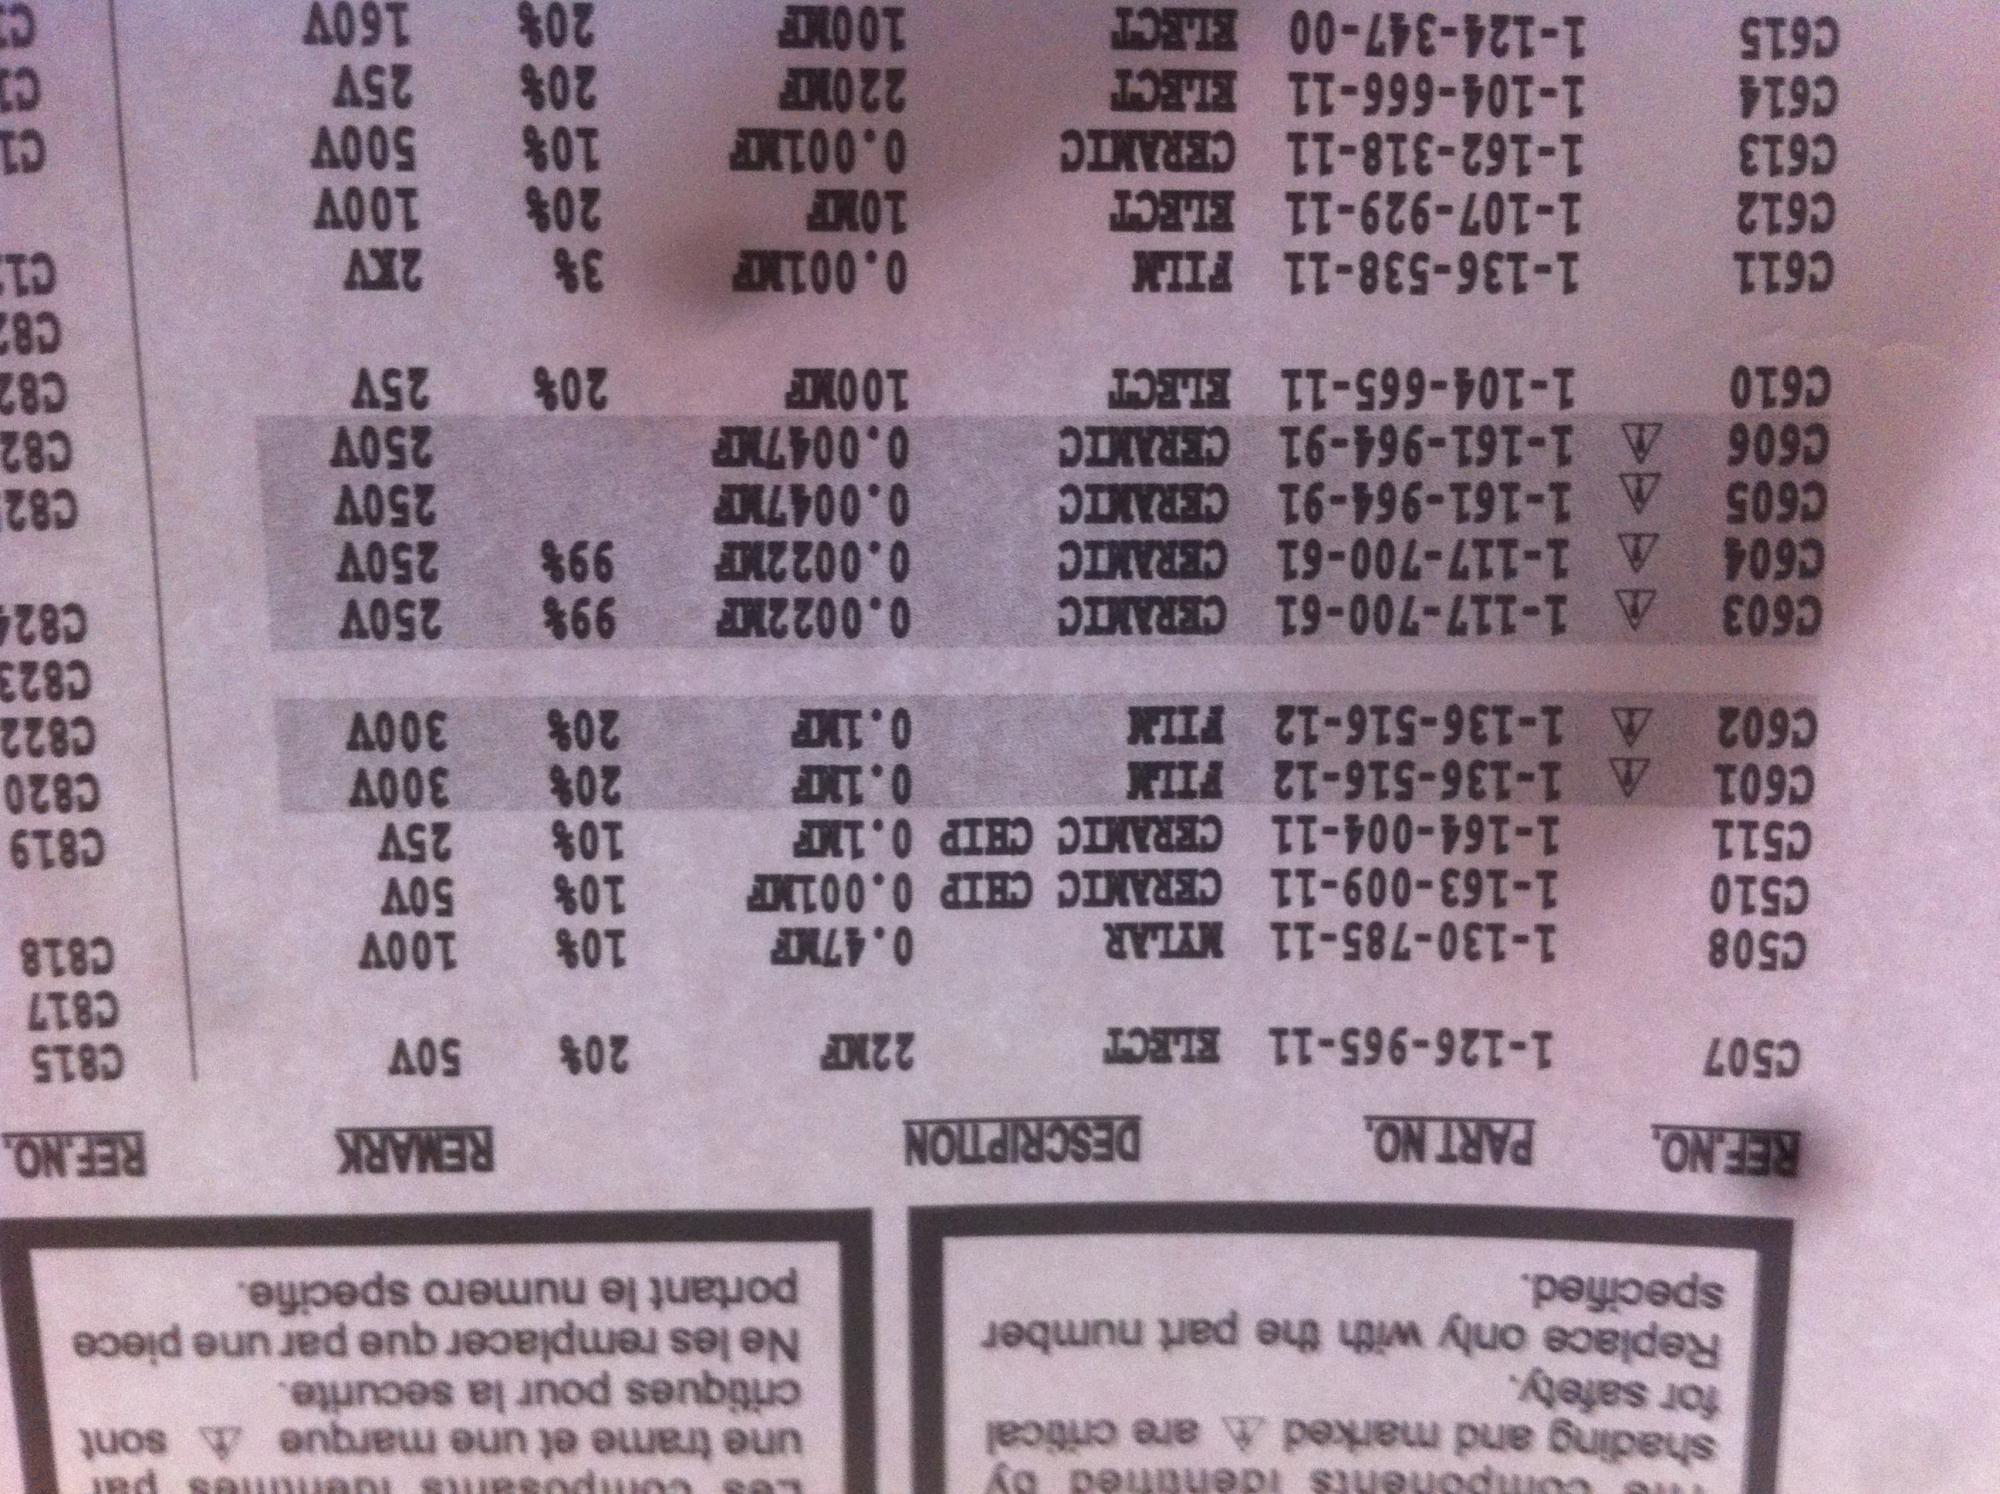 shading and marked ⚠ are critical
for safety.
Replace only with the part number
specified.
Les composants identifies par
une trame et une marque ⚠ sont
critiques pour la securite.
Ne les remplacer que par une piece
portant le numero specifie.
REF.NO. PART NO. DESCRIPTION REMARK
C507 1-126-965-11 ELECT 22MF 20% 50V
C508 1-130-785-11 MYLAR 0.47MF 10% 100V
C510 1-163-009-11 CERAMIC CHIP 0.001MF 10% 50V
C511 1-164-004-11 CERAMIC CHIP 0.1MF 10% 25V
C601 ⚠ 1-136-516-12 FILM 0.1MF 20% 300V
C602 ⚠ 1-136-516-12 FILM 0.1MF 20% 300V
C603 ⚠ 1-117-700-61 CERAMIC 0.0022MF 99% 250V
C604 ⚠ 1-117-700-61 CERAMIC 0.0022MF 99% 250V
C605 ⚠ 1-161-964-91 CERAMIC 0.0047MF 250V
C606 ⚠ 1-161-964-91 CERAMIC 0.0047MF 250V
C610 1-104-665-11 ELECT 100MF 20% 25V
C611 1-136-538-11 FILM 0.001MF 3% 2KV
C612 1-107-929-11 ELECT 10MF 20% 100V
C613 1-162-318-11 CERAMIC 0.001MF 10% 500V
C614 1-104-666-11 ELECT 220MF 20% 25V
C615 1-124-347-00 ELECT 100MF 20% 160V
REF.NO.
C815
C817
C818
C819
C820
C822
C823
C824